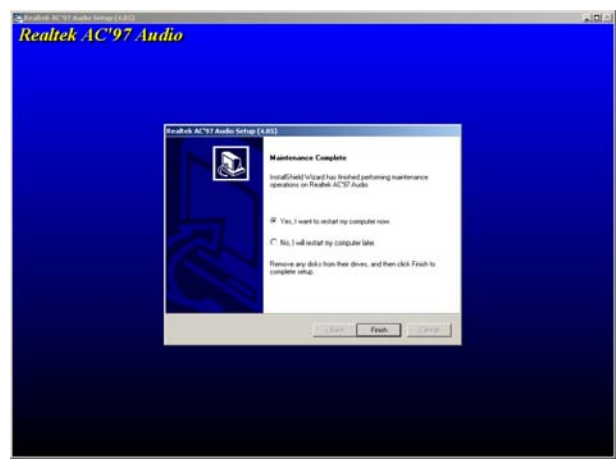 Realtek AC'97 Audio Setup (4.85)
Realtek AC'97 Audio
Realtek AC'97 Audio Setup (4.85)
Maintenance Complete
InstallShield Wizard has finished performing maintenance
operations on Realtek AC'97 Audio.
Yes, I want to restart my computer now.
No, I will restart my computer later.
Remove any disks from their drives, and then click Finish to
complete setup.
< Back
Finish
Cancel